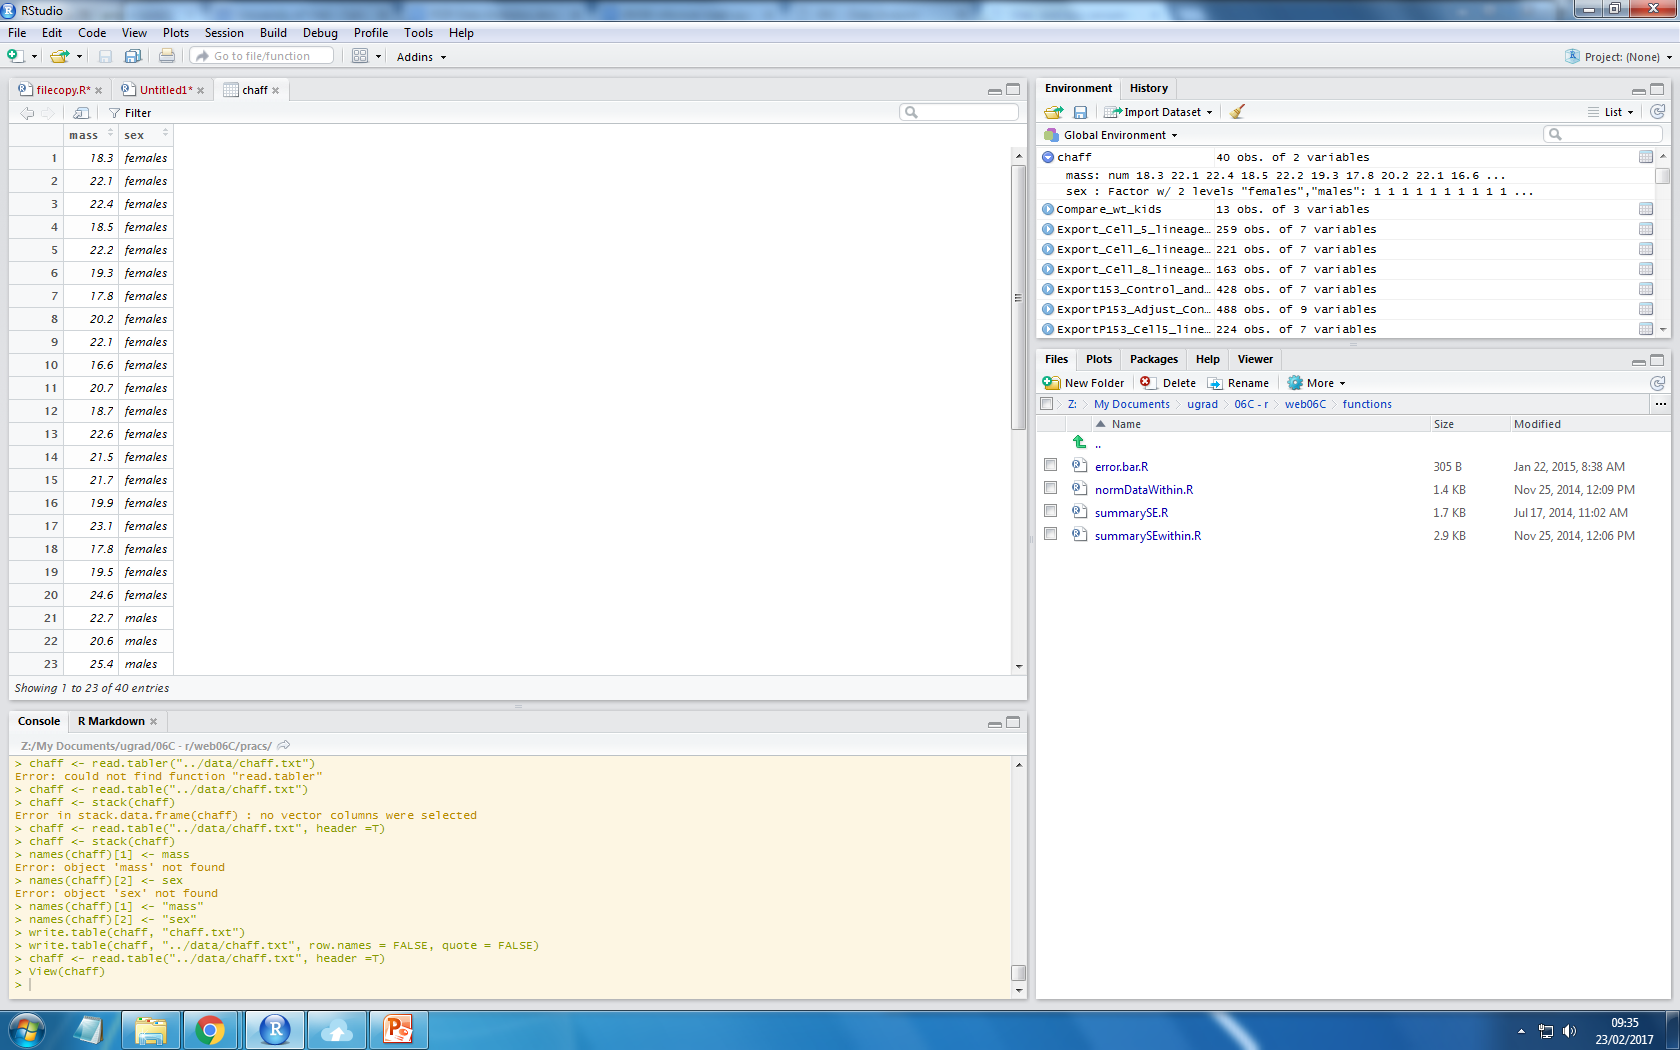 RStudio
File Edit Code View Plots Session Build Debug Profile Tools Help
Go to file/function Addins Project: (None)
filecopy.R* Untitled1* chaff
Filter
mass sex
1 18.3 females
2 22.1 females
3 22.4 females
4 18.5 females
5 22.2 females
6 19.3 females
7 17.8 females
8 20.2 females
9 22.1 females
10 16.6 females
11 20.7 females
12 18.7 females
13 22.6 females
14 21.5 females
15 21.7 females
16 19.9 females
17 23.1 females
18 17.8 females
19 19.5 females
20 24.6 females
21 22.7 males
22 20.6 males
23 25.4 males
Showing 1 to 23 of 40 entries
Console R Markdown
Z:/My Documents/ugrad/06C - r/web06C/pracs/
> chaff <- read.tabler("../data/chaff.txt")
Error: could not find function "read.tabler"
> chaff <- read.table("../data/chaff.txt")
> chaff <- stack(chaff)
Error in stack.data.frame(chaff) : no vector columns were selected
> chaff <- read.table("../data/chaff.txt", header =T)
> chaff <- stack(chaff)
> names(chaff)[1] <- mass
Error: object 'mass' not found
> names(chaff)[2] <- sex
Error: object 'sex' not found
> names(chaff)[1] <- "mass"
> names(chaff)[2] <- "sex"
> write.table(chaff, "chaff.txt")
> write.table(chaff, "../data/chaff.txt", row.names = FALSE, quote = FALSE)
> chaff <- read.table("../data/chaff.txt", header =T)
> View(chaff)
>
Environment History
Import Dataset List
Global Environment
chaff 40 obs. of 2 variables
mass: num 18.3 22.1 22.4 18.5 22.2 19.3 17.8 20.2 22.1 16.6 ...
sex : Factor w/ 2 levels "females","males": 1 1 1 1 1 1 1 1 1 1 ...
Compare_wt_kids 13 obs. of 3 variables
Export_Cell_5_lineage… 259 obs. of 7 variables
Export_Cell_6_lineage… 221 obs. of 7 variables
Export_Cell_8_lineage… 163 obs. of 7 variables
Export153_Control_and… 428 obs. of 7 variables
ExportP153_Adjust_Con… 488 obs. of 9 variables
ExportP153_Cell5_line… 224 obs. of 7 variables
Files Plots Packages Help Viewer
New Folder Delete Rename More
Z: My Documents ugrad 06C - r web06C functions ...
Name Size Modified
..
error.bar.R 305 B Jan 22, 2015, 8:38 AM
normDataWithin.R 1.4 KB Nov 25, 2014, 12:09 PM
summarySE.R 1.7 KB Jul 17, 2014, 11:02 AM
summarySEwithin.R 2.9 KB Nov 25, 2014, 12:06 PM
09:35
23/02/2017